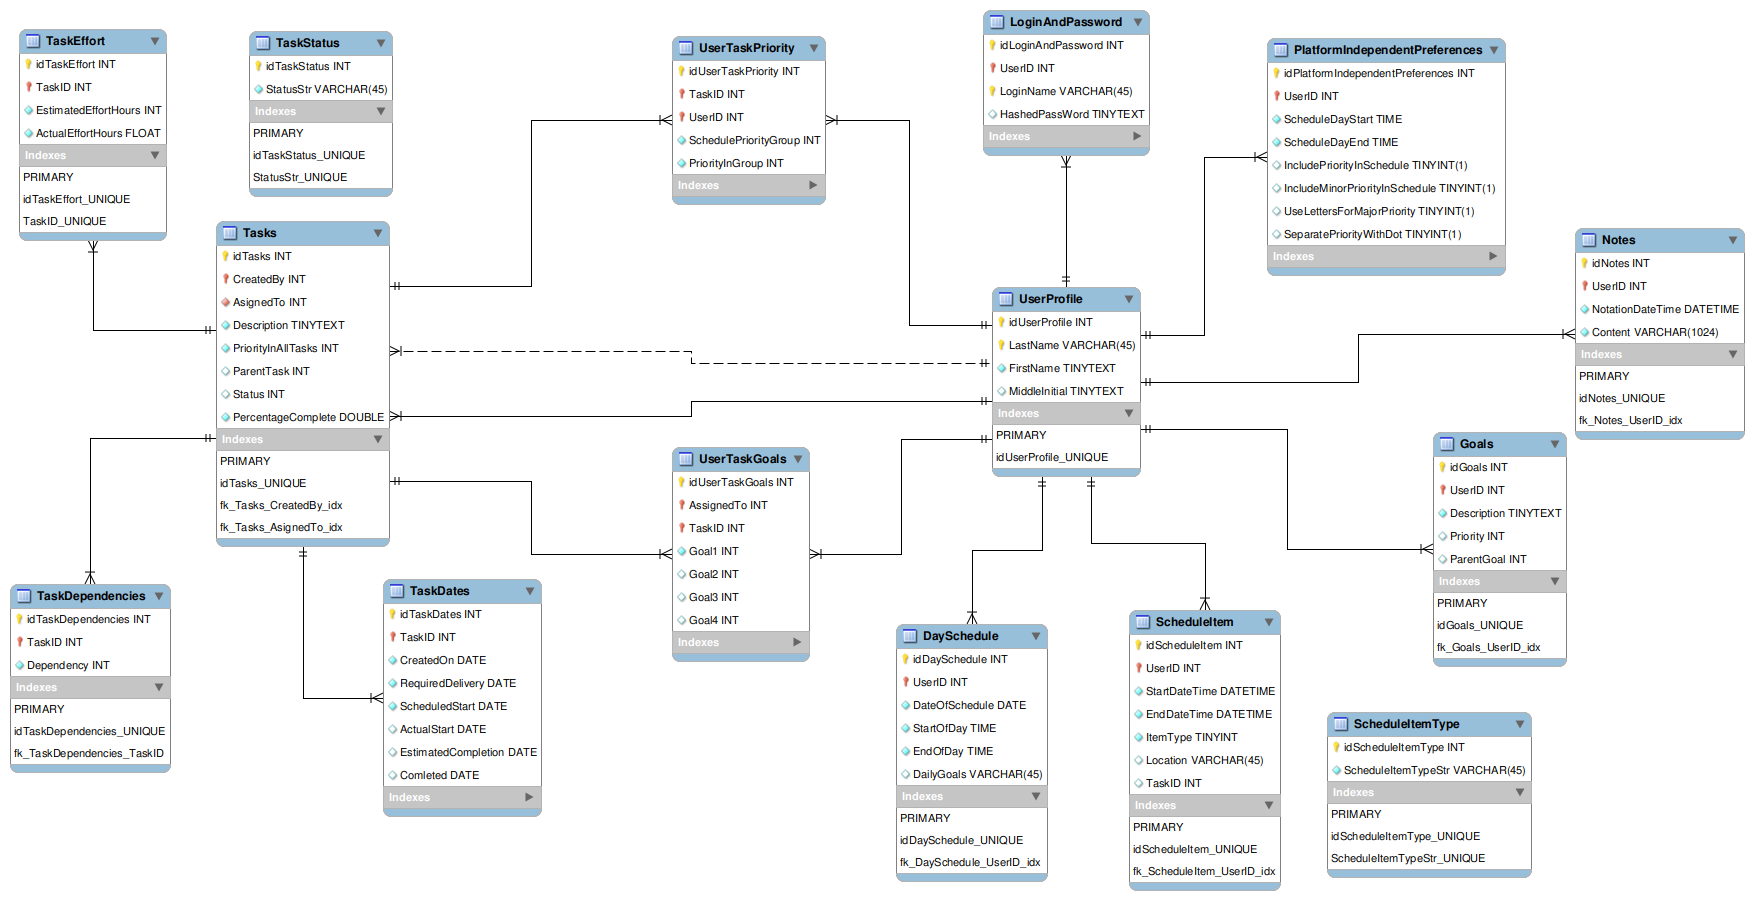 TaskEffort
idTaskEffort INT
TaskID INT
EstimatedEffortHours INT
ActualEffortHours FLOAT
Indexes
PRIMARY
idTaskEffort_UNIQUE
TaskID_UNIQUE
TaskStatus
idTaskStatus INT
StatusStr VARCHAR(45)
Indexes
PRIMARY
idTaskStatus_UNIQUE
StatusStr_UNIQUE
UserTaskPriority
idUserTaskPriority INT
TaskID INT
UserID INT
SchedulePriorityGroup INT
PriorityInGroup INT
Indexes
LoginAndPassword
idLoginAndPassword INT
UserID INT
LoginName VARCHAR(45)
HashedPassWord TINYTEXT
Indexes
PlatformIndependentPreferences
idPlatformIndependentPreferences INT
UserID INT
ScheduleDayStart TIME
ScheduleDayEnd TIME
IncludePriorityInSchedule TINYINT(1)
IncludeMinorPriorityInSchedule TINYINT(1)
UseLettersForMajorPriority TINYINT(1)
SeparatePriorityWithDot TINYINT(1)
Indexes
Tasks
idTasks INT
CreatedBy INT
AsignedTo INT
Description TINYTEXT
PriorityInAllTasks INT
ParentTask INT
Status INT
PercentageComplete DOUBLE
Indexes
PRIMARY
idTasks_UNIQUE
fk_Tasks_CreatedBy_idx
fk_Tasks_AsignedTo_idx
UserProfile
idUserProfile INT
LastName VARCHAR(45)
FirstName TINYTEXT
MiddleInitial TINYTEXT
Indexes
PRIMARY
idUserProfile_UNIQUE
Notes
idNotes INT
UserID INT
NotationDateTime DATETIME
Content VARCHAR(1024)
Indexes
PRIMARY
idNotes_UNIQUE
fk_Notes_UserID_idx
UserTaskGoals
idUserTaskGoals INT
AssignedTo INT
TaskID INT
Goal1 INT
Goal2 INT
Goal3 INT
Goal4 INT
Indexes
Goals
idGoals INT
UserID INT
Description TINYTEXT
Priority INT
ParentGoal INT
Indexes
PRIMARY
idGoals_UNIQUE
fk_Goals_UserID_idx
TaskDependencies
idTaskDependencies INT
TaskID INT
Dependency INT
Indexes
PRIMARY
idTaskDependencies_UNIQUE
fk_TaskDependencies_TaskID
TaskDates
idTaskDates INT
TaskID INT
CreatedOn DATE
RequiredDelivery DATE
ScheduledStart DATE
ActualStart DATE
EstimatedCompletion DATE
Comleted DATE
Indexes
DaySchedule
idDaySchedule INT
UserID INT
DateOfSchedule DATE
StartOfDay TIME
EndOfDay TIME
DailyGoals VARCHAR(45)
Indexes
PRIMARY
idDaySchedule_UNIQUE
fk_DaySchedule_UserID_idx
ScheduleItem
idScheduleItem INT
UserID INT
StartDateTime DATETIME
EndDateTime DATETIME
ItemType TINYINT
Location VARCHAR(45)
TaskID INT
Indexes
PRIMARY
idScheduleItem_UNIQUE
fk_ScheduleItem_UserID_idx
ScheduleItemType
idScheduleItemType INT
ScheduleItemTypeStr VARCHAR(45)
Indexes
PRIMARY
idScheduleItemType_UNIQUE
ScheduleItemTypeStr_UNIQUE